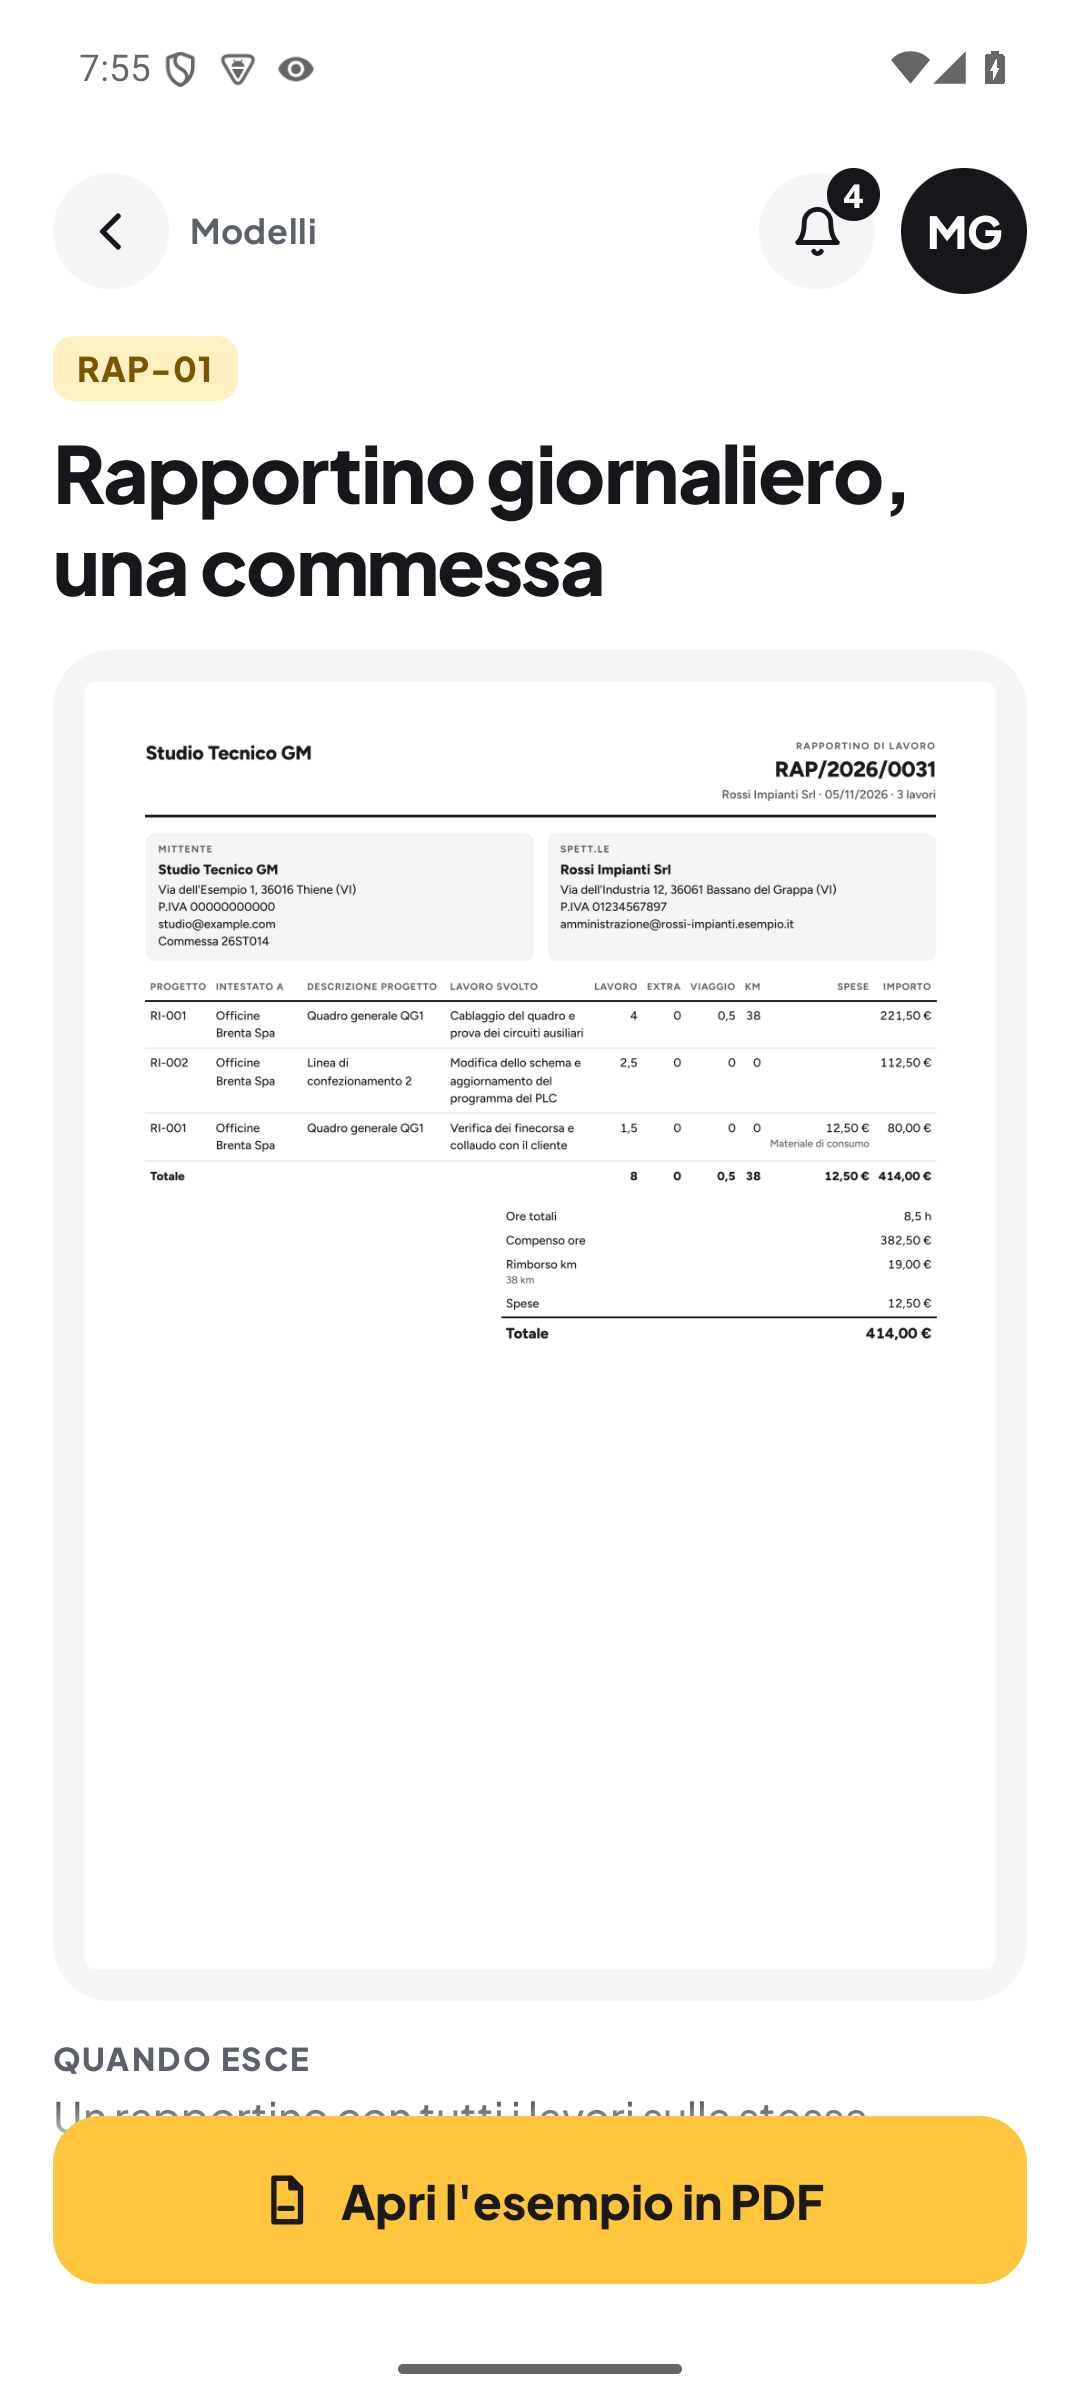 7:55
Modelli
4
MG
RAP-01
Rapportino giornaliero,
una commessa
Studio Tecnico GM
RAPPORTINO DI LAVORO
RAP/2026/0031
Rossi Impianti Srl · 05/11/2026 · 3 lavori
MITTENTE
Studio Tecnico GM
Via dell'Esempio 1, 36016 Thiene (VI)
P.IVA 00000000000
studio@example.com
Commessa 26ST014
SPETT.LE
Rossi Impianti Srl
Via dell'Industria 12, 36061 Bassano del Grappa (VI)
P.IVA 01234567897
amministrazione@rossi-impianti.esempio.it
PROGETTO INTESTATO A DESCRIZIONE PROGETTO LAVORO SVOLTO LAVORO EXTRA VIAGGIO KM SPESE IMPORTO
RI-001 Officine Quadro generale QG1 Cablaggio del quadro e 4 0 0,5 38 221,50 €
Brenta Spa prova dei circuiti ausiliari
RI-002 Officine Linea di Modifica dello schema e 2,5 0 0 0 112,50 €
Brenta Spa confezionamento 2 aggiornamento del
programma del PLC
RI-001 Officine Quadro generale QG1 Verifica dei finecorsa e 1,5 0 0 0 12,50 € 80,00 €
Brenta Spa collaudo con il cliente Materiale di consumo
Totale 8 0 0,5 38 12,50 € 414,00 €
Ore totali 8,5 h
Compenso ore 382,50 €
Rimborso km 19,00 €
38 km
Spese 12,50 €
Totale 414,00 €
QUANDO ESCE
Un rapportino con tutti i lavori sulla stessa
Apri l'esempio in PDF